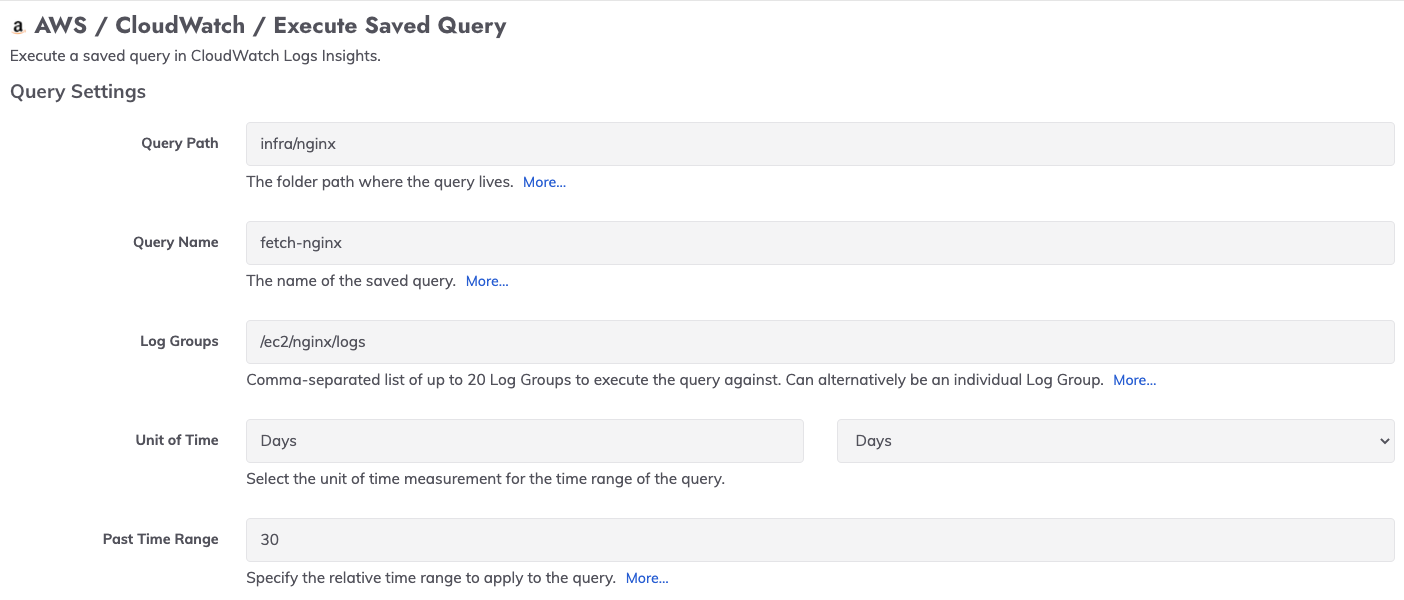 AWS / CloudWatch / Execute Saved Query
Execute a saved query in CloudWatch Logs Insights.
Query Settings
Query Path
infra/nginx
The folder path where the query lives. More...
Query Name
fetch-nginx
The name of the saved query. More...
Log Groups
/ec2/nginx/logs
Comma-separated list of up to 20 Log Groups to execute the query against. Can alternatively be an individual Log Group. More...
Unit of Time
Days
Days
Select the unit of time measurement for the time range of the query.
Past Time Range
30
Specify the relative time range to apply to the query. More...